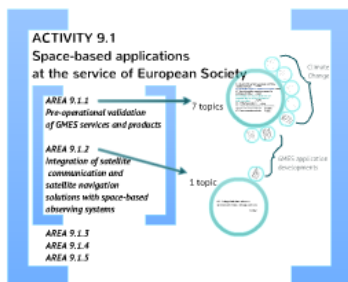 ACTIVITY 9.1
Space-based applications
at the service of European Society
AREA 9.1.1
Pre-operational validation
of GMES services and products
AREA 9.1.2
Integration of satellite
communication and
satellite navigation
solutions with space-based
observing systems
AREA 9.1.3
AREA 9.1.4
AREA 9.1.5
7 topics
1 topic
Climate
Change
GMES application
developments